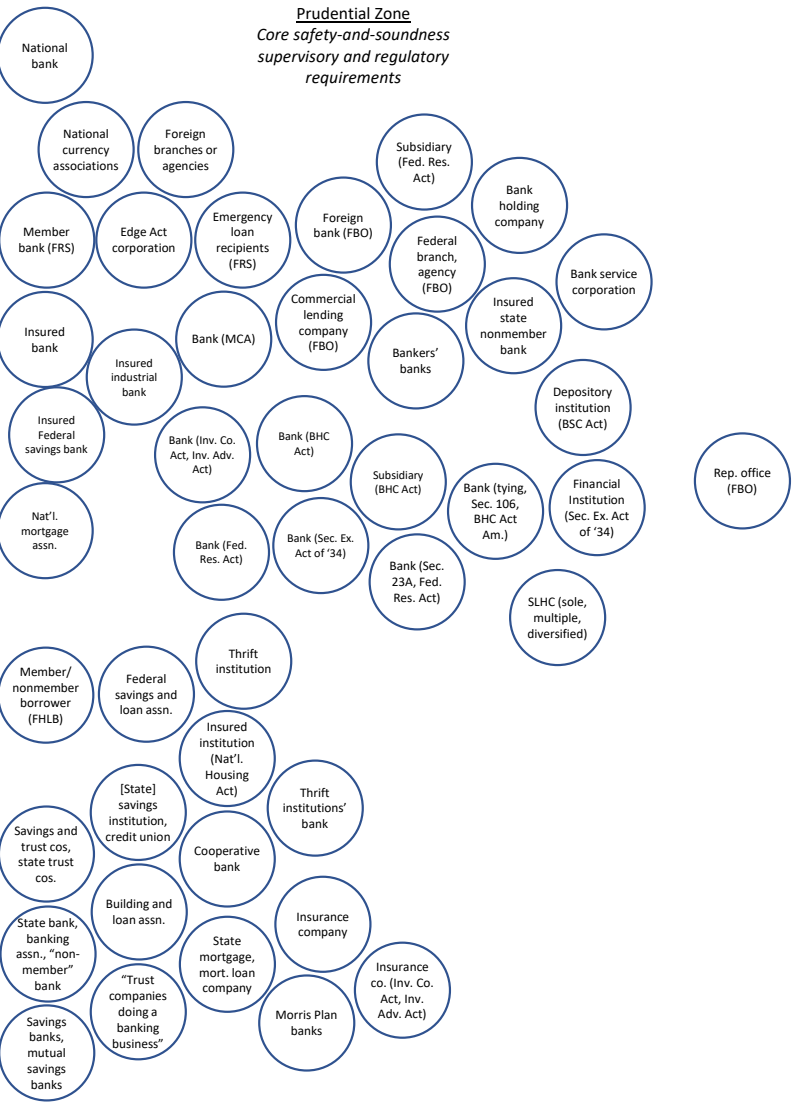 Prudential Zone
Core safety-and-soundness
supervisory and regulatory
requirements
National
bank
National
currency
associations
Foreign
branches or
agencies
Subsidiary
(Fed. Res.
Act)
Bank
holding
company
Member
bank (FRS)
Edge Act
corporation
Emergency
loan
recipients
(FRS)
Foreign
bank (FBO)
Federal
branch,
agency
(FBO)
Bank service
corporation
Insured
bank
Insured
industrial
bank
Bank (MCA)
Commercial
lending
company
(FBO)
Bankers’
banks
Insured
state
nonmember
bank
Depository
institution
(BSC Act)
Insured
Federal
savings bank
Bank (Inv. Co.
Act, Inv. Adv.
Act)
Bank (BHC
Act)
Subsidiary
(BHC Act)
Bank (tying,
Sec. 106,
BHC Act
Am.)
Financial
Institution
(Sec. Ex. Act
of ‘34)
Rep. office
(FBO)
Nat’l.
mortgage
assn.
Bank (Fed.
Res. Act)
Bank (Sec. Ex.
Act of ‘34)
Bank (Sec.
23A, Fed.
Res. Act)
SLHC (sole,
multiple,
diversified)
Member/
nonmember
borrower
(FHLB)
Federal
savings and
loan assn.
Thrift
institution
Insured
institution
(Nat’l.
Housing
Act)
[State]
savings
institution,
credit union
Thrift
institutions’
bank
Savings and
trust cos,
state trust
cos.
Cooperative
bank
Building and
loan assn.
Insurance
company
State bank,
banking
assn., “non-
member”
bank
State
mortgage,
mort. loan
company
Insurance
co. (Inv. Co.
Act, Inv.
Adv. Act)
“Trust
companies
doing a
banking
business”
Morris Plan
banks
Savings
banks,
mutual
savings
banks